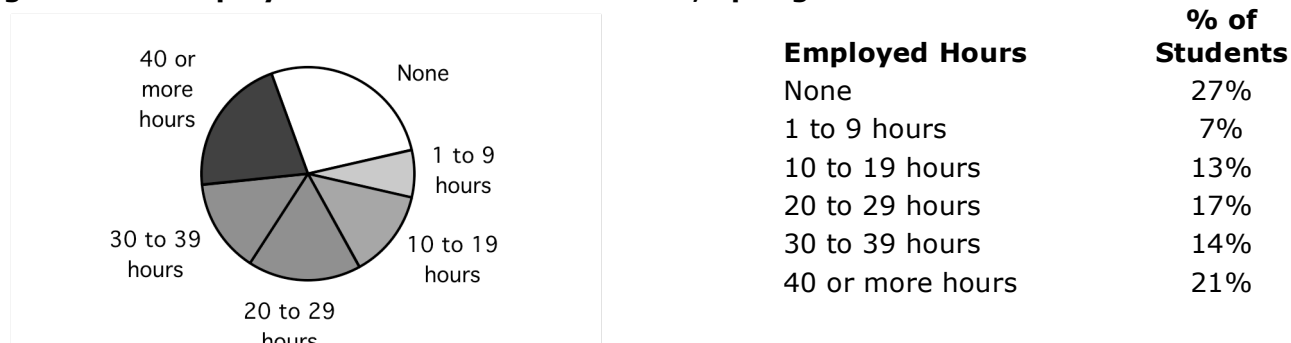 40 or
more
hours
None
1 to 9
hours
10 to 19
hours
20 to 29
hours
30 to 39
hours
% of
Employed Hours Students
None 27%
1 to 9 hours 7%
10 to 19 hours 13%
20 to 29 hours 17%
30 to 39 hours 14%
40 or more hours 21%